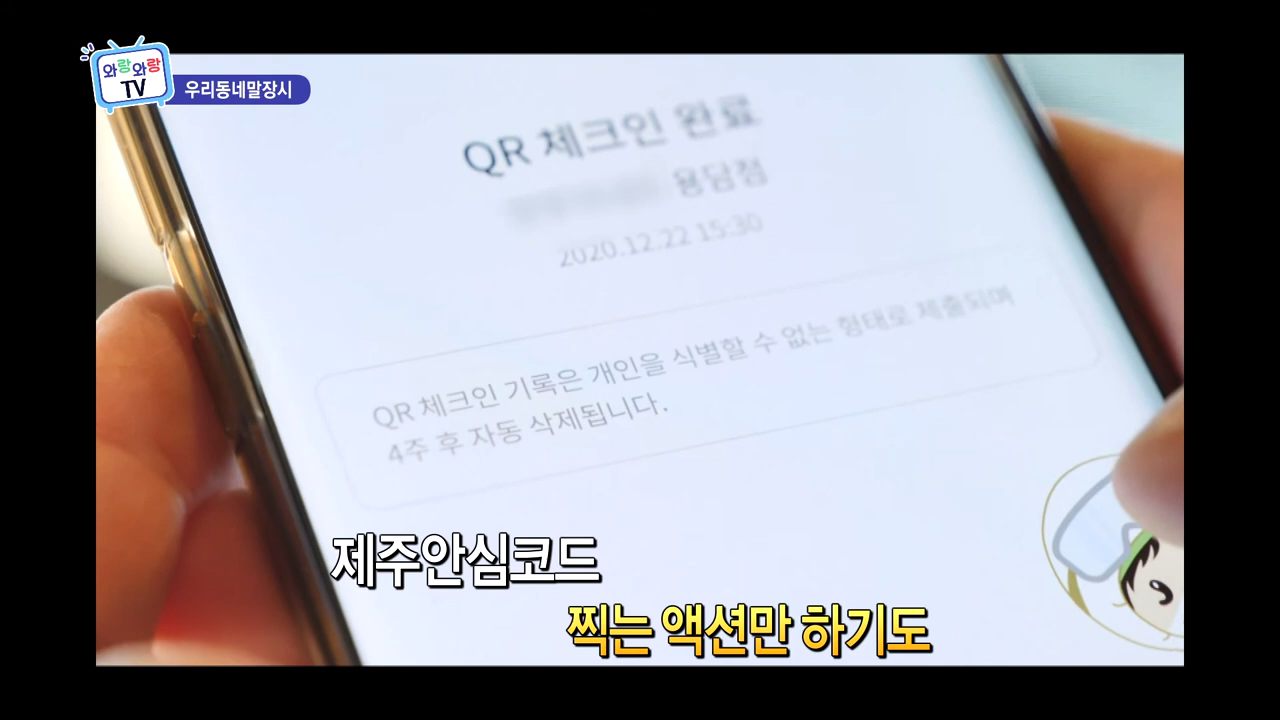 와랑와랑
TV
우리동네말장시
QR 체크인 완료
용담점
2020.12.22 15:30
QR 체크인 기록은 개인을 식별할 수 없는 형태로 제출되며
4주 후 자동 삭제됩니다.
제주안심코드
찍는 액션만 하기도